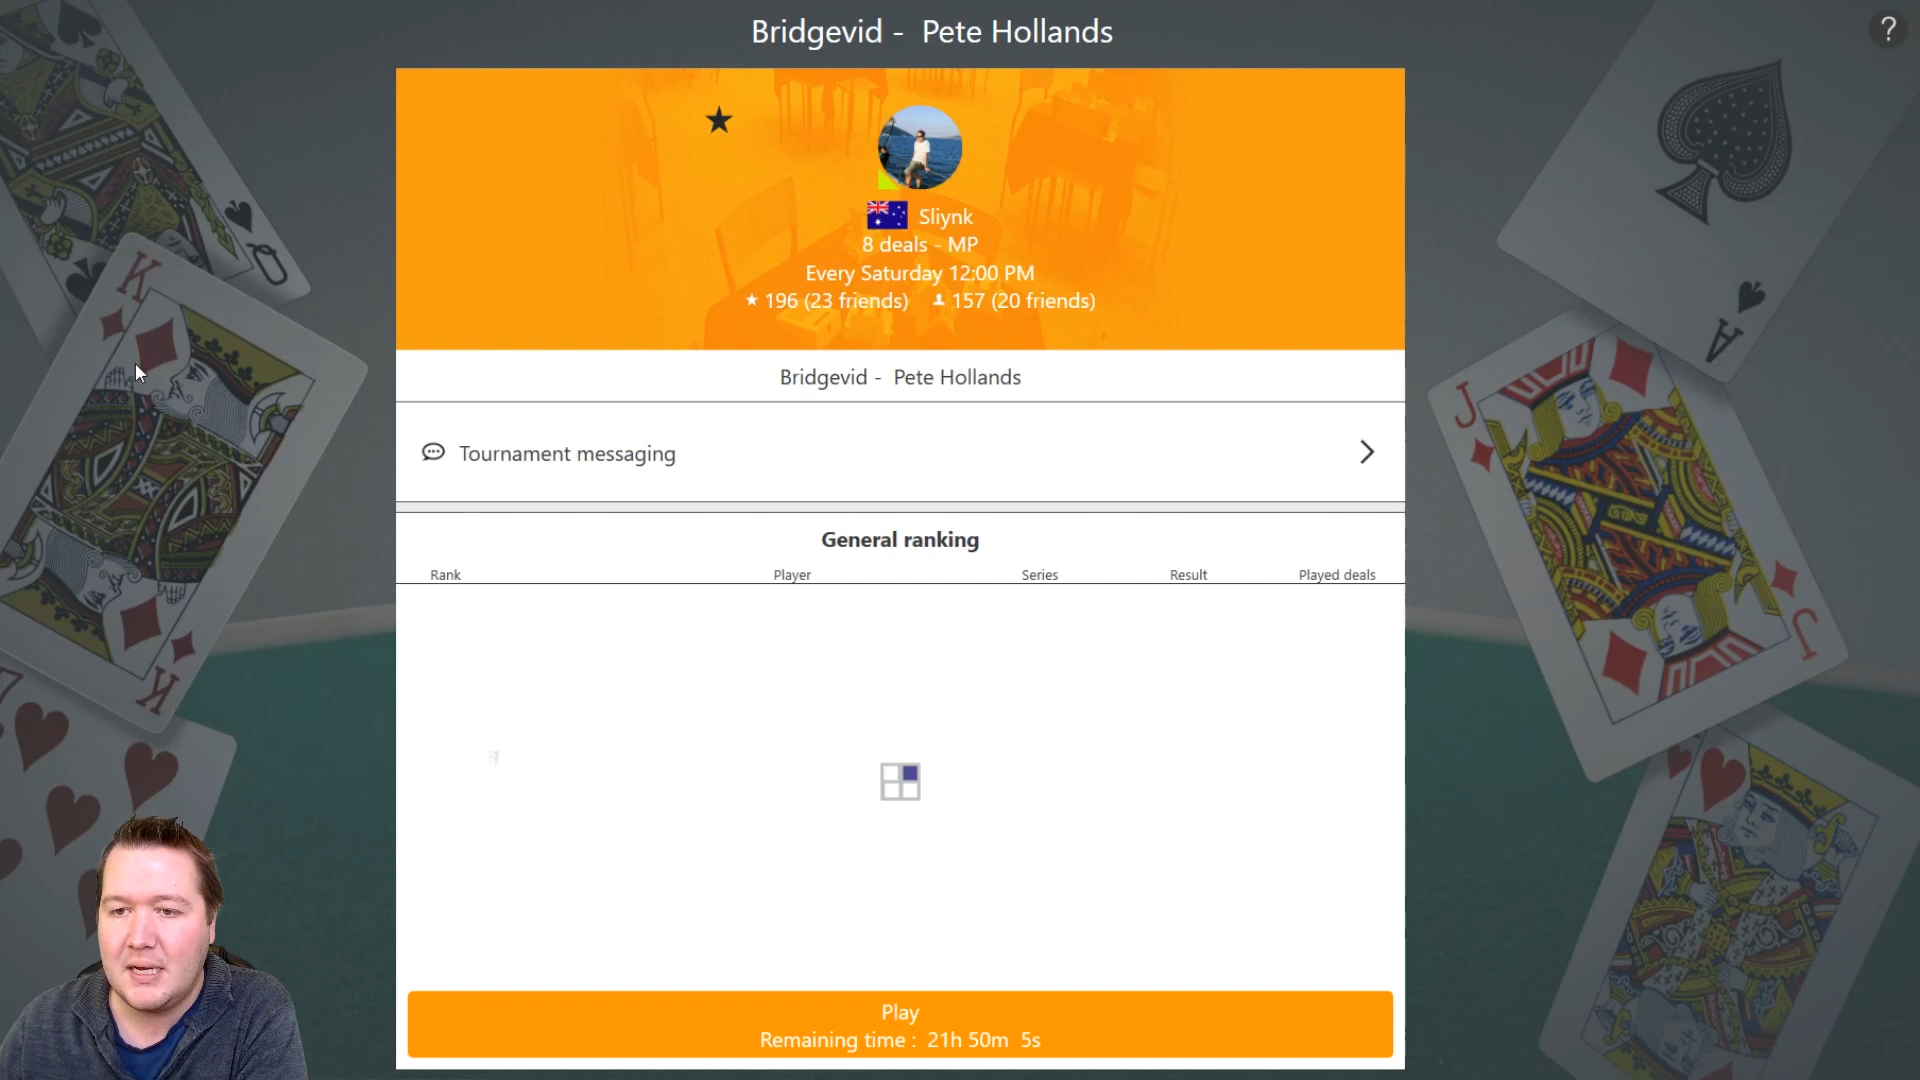 Bridgevid - Pete Hollands
?
Sliynk
8 deals - MP
Every Saturday 12:00 PM
★ 196 (23 friends) 157 (20 friends)
Bridgevid - Pete Hollands
Tournament messaging
General ranking
Rank Player Series Result Played deals
Play
Remaining time : 21h 50m 5s
Q
K
K
A
J
J
7